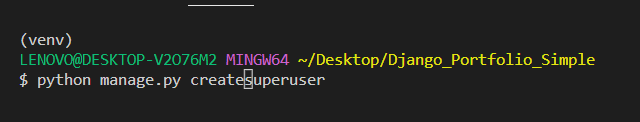 (venv)
LENOVO@DESKTOP-V2O76M2 MINGW64 ~/Desktop/Django_Portfolio_Simple
$ python manage.py createsuperuser